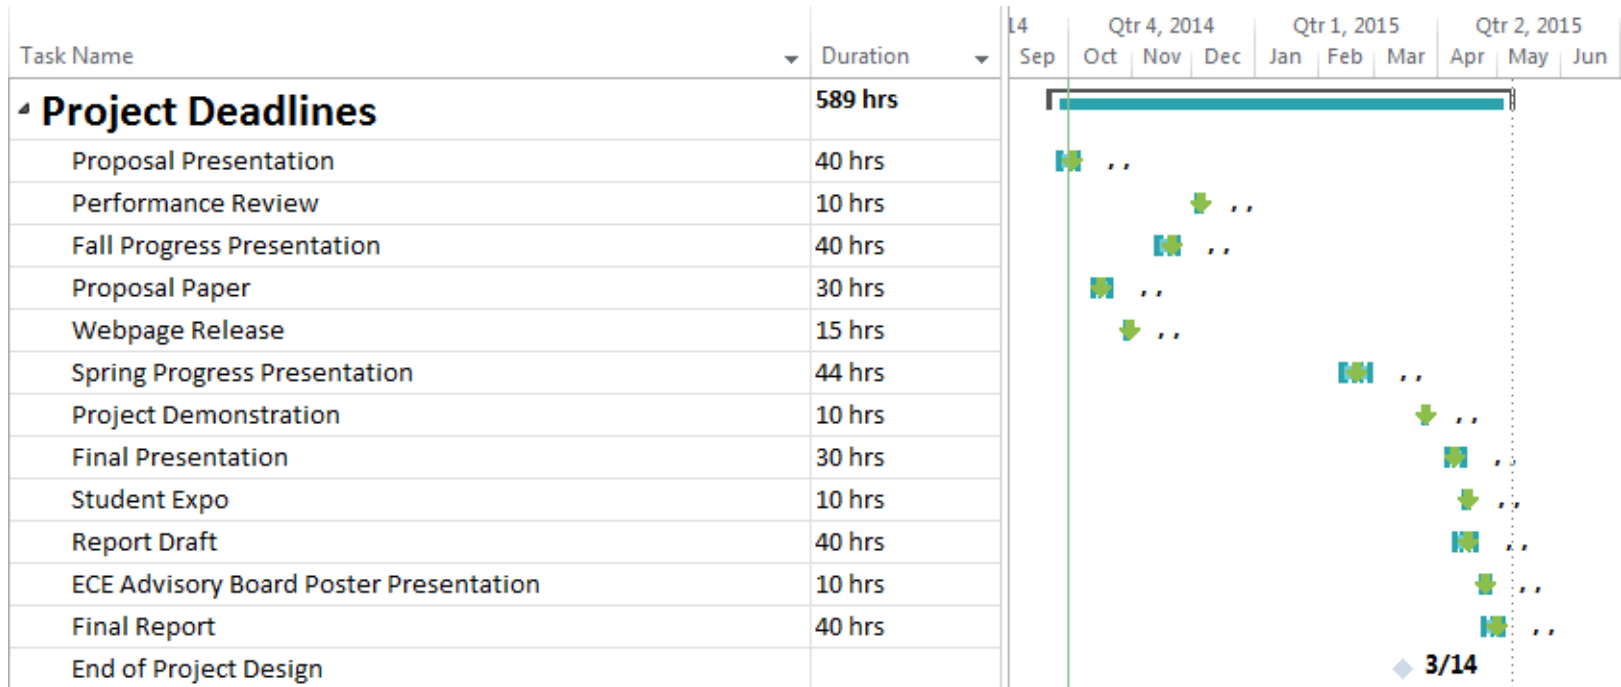 14 Qtr 4, 2014 Qtr 1, 2015 Qtr 2, 2015
Task Name Duration Sep Oct Nov Dec Jan Feb Mar Apr May Jun
Project Deadlines 589 hrs
Proposal Presentation 40 hrs , ,
Performance Review 10 hrs , ,
Fall Progress Presentation 40 hrs , ,
Proposal Paper 30 hrs , ,
Webpage Release 15 hrs , ,
Spring Progress Presentation 44 hrs , ,
Project Demonstration 10 hrs , ,
Final Presentation 30 hrs , ,
Student Expo 10 hrs , ,
Report Draft 40 hrs , ,
ECE Advisory Board Poster Presentation 10 hrs , ,
Final Report 40 hrs , ,
End of Project Design 3/14